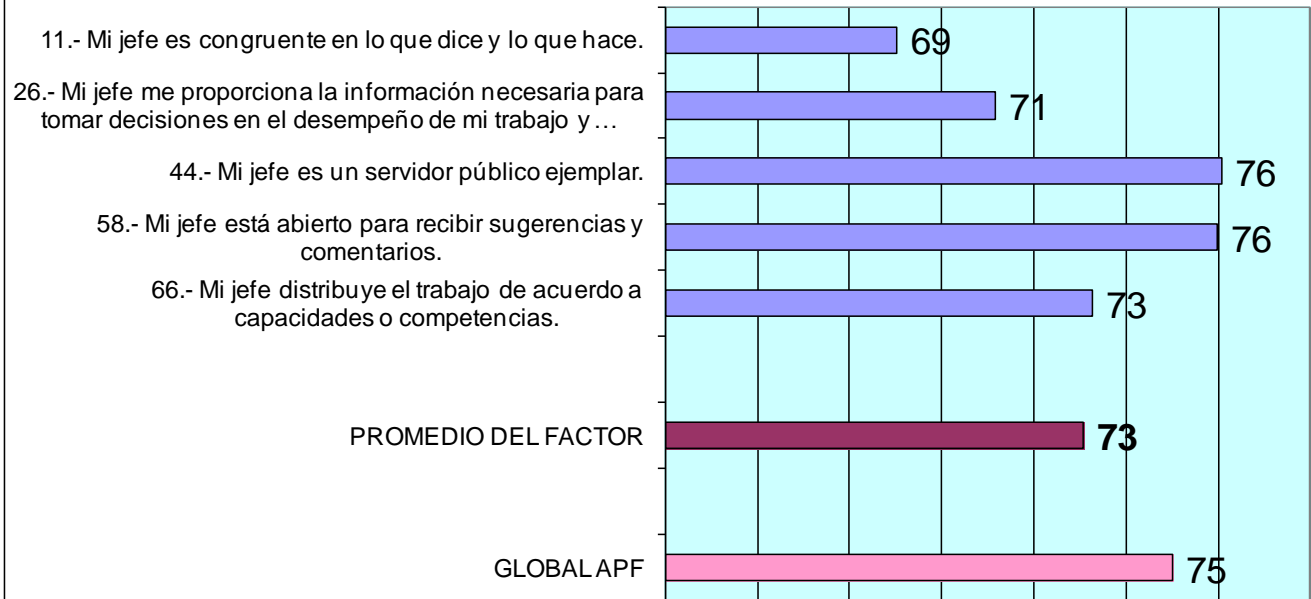 11.- Mi jefe es congruente en lo que dice y lo que hace.
69
26.- Mi jefe me proporciona la información necesaria para
tomar decisiones en el desempeño de mi trabajo y …
71
44.- Mi jefe es un servidor público ejemplar.
76
58.- Mi jefe está abierto para recibir sugerencias y
comentarios.
76
66.- Mi jefe distribuye el trabajo de acuerdo a
capacidades o competencias.
73
PROMEDIO DEL FACTOR
73
GLOBAL APF
75